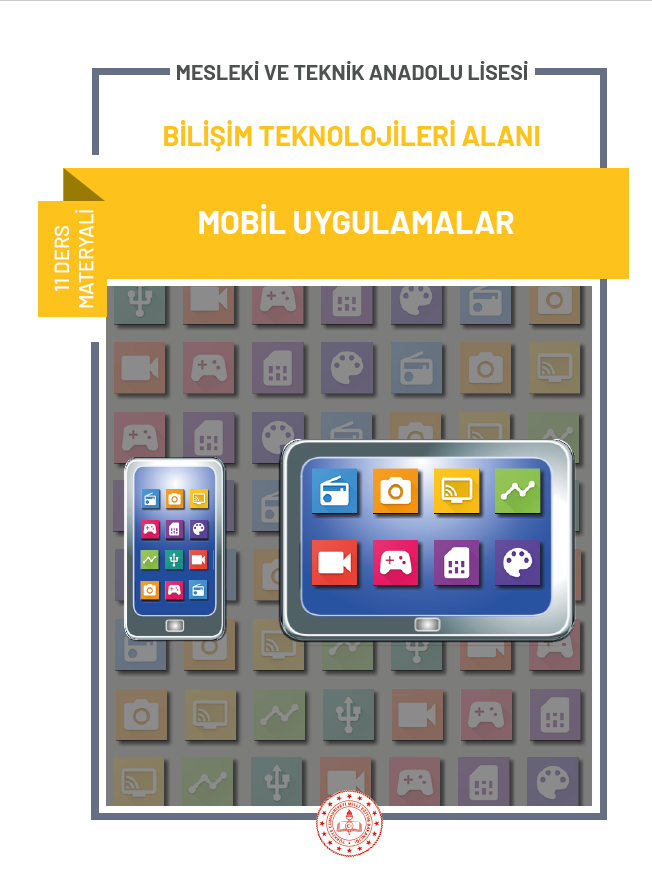 MESLEKİ VE TEKNİK ANADOLU LİSESİ
BİLİŞİM TEKNOLOJİLERİ ALANI
MOBİL UYGULAMALAR
11 DERS
MATERYALİ